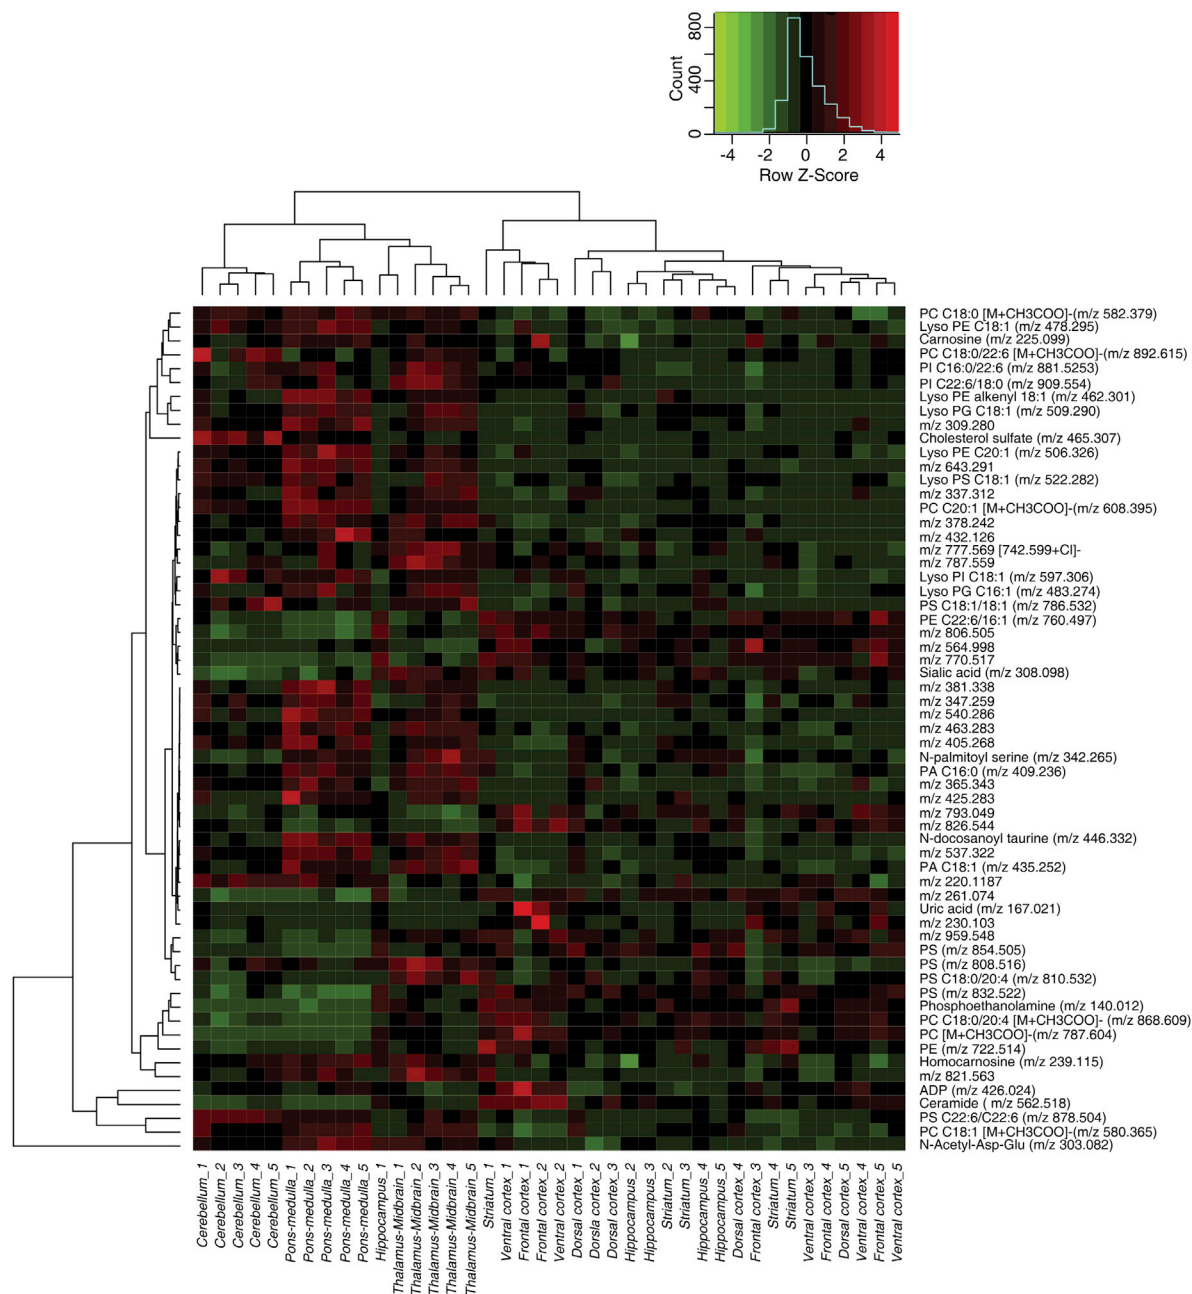 800
400
0
Count
-4 -2 0 2 4
Row Z-Score
PC C18:0 [M+CH3COO]-(m/z 582.379)
Lyso PE C18:1 (m/z 478.295)
Carnosine (m/z 225.099)
PC C18:0/22:6 [M+CH3COO]-(m/z 892.615)
PI C16:0/22:6 (m/z 881.5253)
PI C22:6/18:0 (m/z 909.554)
Lyso PE alkenyl 18:1 (m/z 462.301)
Lyso PG C18:1 (m/z 509.290)
m/z 309.280
Cholesterol sulfate (m/z 465.307)
Lyso PE C20:1 (m/z 506.326)
m/z 643.291
Lyso PS C18:1 (m/z 522.282)
m/z 337.312
PC C20:1 [M+CH3COO]-(m/z 608.395)
m/z 378.242
m/z 432.126
m/z 777.569 [742.599+Cl]-
m/z 787.559
Lyso PI C18:1 (m/z 597.306)
Lyso PG C16:1 (m/z 483.274)
PS C18:1/18:1 (m/z 786.532)
PE C22:6/16:1 (m/z 760.497)
m/z 806.505
m/z 564.998
m/z 770.517
Sialic acid (m/z 308.098)
m/z 381.338
m/z 347.259
m/z 540.286
m/z 463.283
m/z 405.268
N-palmitoyl serine (m/z 342.265)
PA C16:0 (m/z 409.236)
m/z 365.343
m/z 425.283
m/z 793.049
m/z 826.544
N-docosanoyl taurine (m/z 446.332)
m/z 537.322
PA C18:1 (m/z 435.252)
m/z 220.1187
m/z 261.074
Uric acid (m/z 167.021)
m/z 230.103
m/z 959.548
PS (m/z 854.505)
PS (m/z 808.516)
PS C18:0/20:4 (m/z 810.532)
PS (m/z 832.522)
Phosphoethanolamine (m/z 140.012)
PC C18:0/20:4 [M+CH3COO]- (m/z 868.609)
PC [M+CH3COO]-(m/z 787.604)
PE (m/z 722.514)
Homocarnosine (m/z 239.115)
m/z 821.563
ADP (m/z 426.024)
Ceramide ( m/z 562.518)
PS C22:6/C22:6 (m/z 878.504)
PC C18:1 [M+CH3COO]-(m/z 580.365)
N-Acetyl-Asp-Glu (m/z 303.082)
Cerebellum_1
Cerebellum_2
Cerebellum_3
Cerebellum_4
Cerebellum_5
Pons-medulla_1
Pons-medulla_2
Pons-medulla_3
Pons-medulla_4
Pons-medulla_5
Hippocampus_1
Thalamus-Midbrain_1
Thalamus-Midbrain_2
Thalamus-Midbrain_3
Thalamus-Midbrain_4
Thalamus-Midbrain_5
Striatum_1
Ventral cortex_1
Frontal cortex_1
Frontal cortex_2
Ventral cortex_2
Dorsal cortex_1
Dorsla cortex_2
Dorsal cortex_3
Hippocampus_2
Hippocampus_3
Striatum_2
Striatum_3
Hippocampus_4
Hippocampus_5
Dorsal cortex_4
Frontal cortex_3
Striatum_4
Striatum_5
Ventral cortex_3
Frontal cortex_4
Dorsal cortex_5
Ventral cortex_4
Frontal cortex_5
Ventral cortex_5